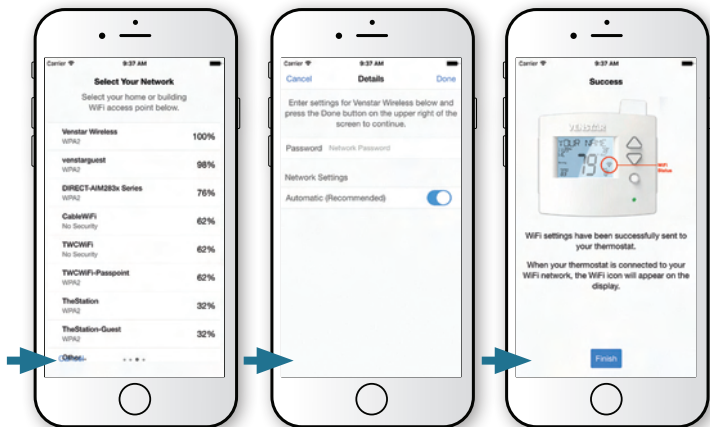 Carrier 9:37 AM
Select Your Network
Select your home or building
WiFi access point below.
Venstar Wireless
WPA2
100%
venstarguest
WPA2
98%
DIRECT-AIM283x Series
WPA2
76%
CableWiFi
No Security
62%
TWCWiFi
No Security
62%
TWCWiFi-Passpoint
WPA2
62%
TheStation
WPA2
32%
TheStation-Guest
WPA2
32%
Other...
Carrier 9:37 AM
Cancel Details Done
Enter settings for Venstar Wireless below and
press the Done button on the upper right of the
screen to continue.
Password Network Password
Network Settings
Automatic (Recommended)
Carrier 9:37 AM
Success
VENSTAR
YOUR NAME
79
WiFi
Status
WiFi settings have been successfully sent to
your thermostat.
When your thermostat is connected to your
WiFi network, the WiFi icon will appear on the
display.
Finish